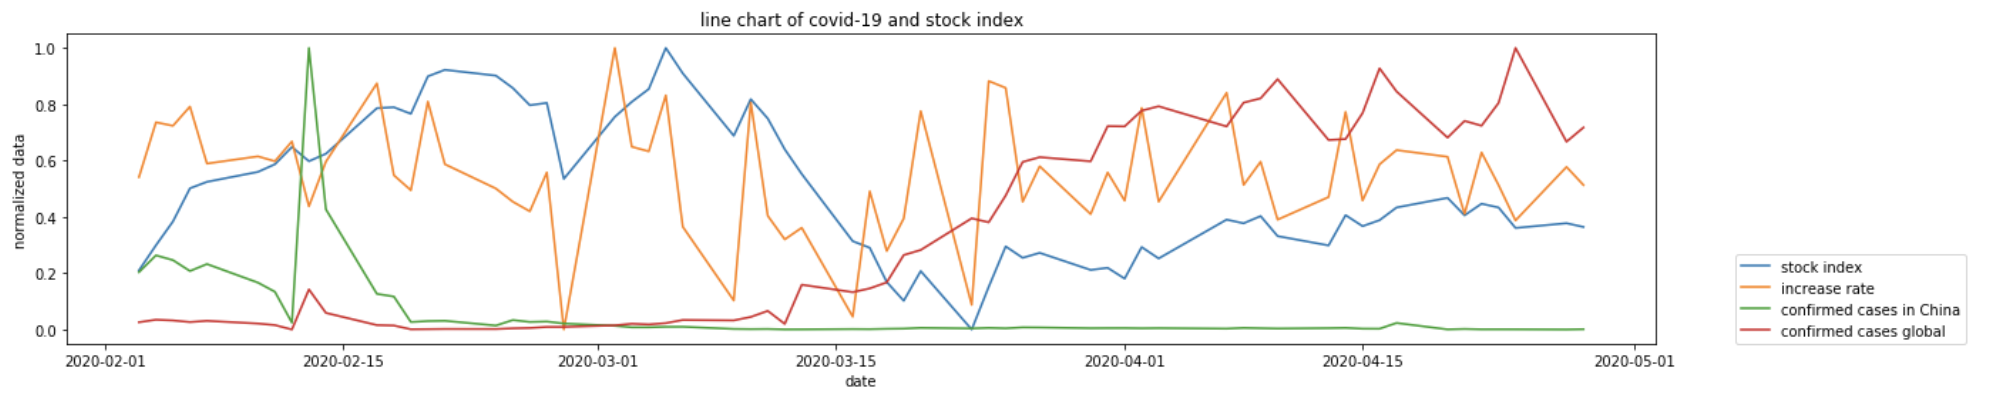 line chart of covid-19 and stock index
normalized data
1.0
0.8
0.6
0.4
0.2
0.0
2020-02-01 2020-02-15 2020-03-01 2020-03-15 2020-04-01 2020-04-15 2020-05-01
date
stock index
increase rate
confirmed cases in China
confirmed cases global